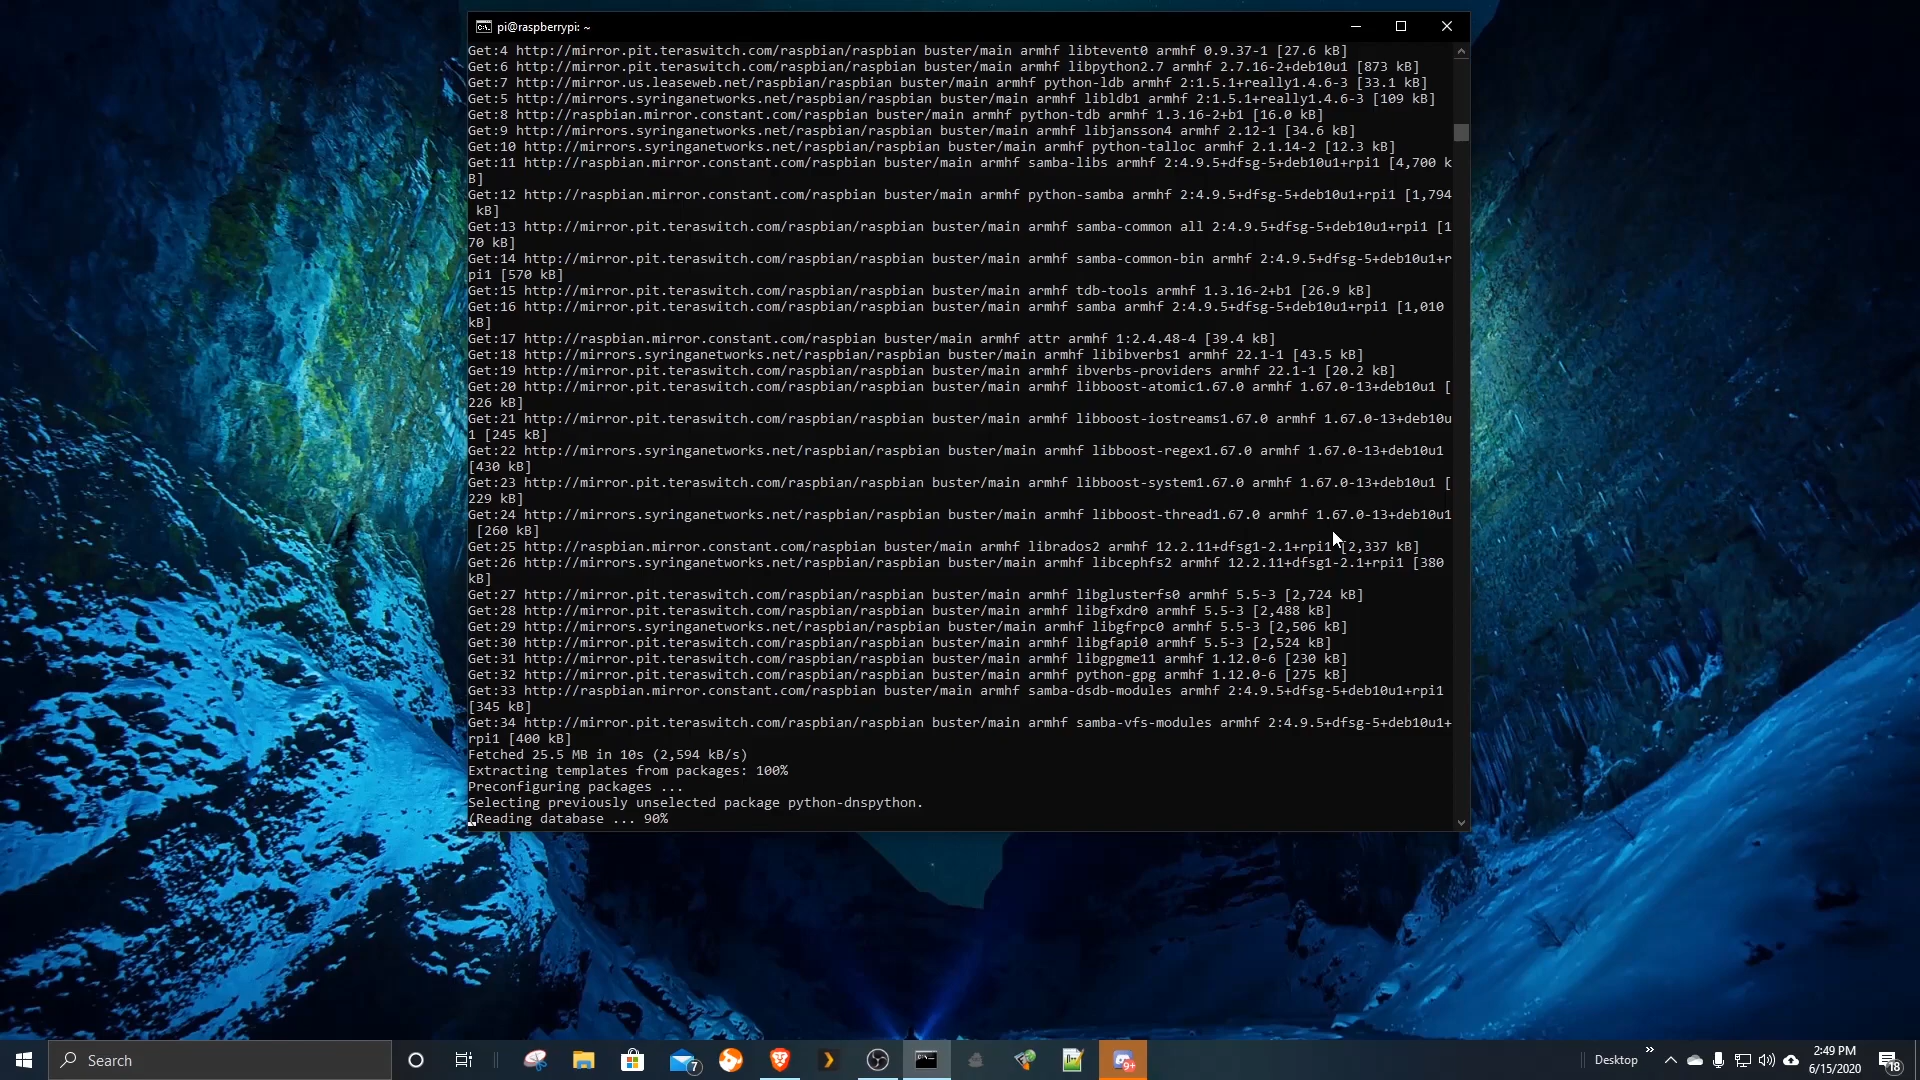 pi@raspberrypi: ~
Get:4 http://mirror.pit.teraswitch.com/raspbian/raspbian buster/main armhf libtevent0 armhf 0.9.37-1 [27.6 kB]
Get:6 http://mirror.pit.teraswitch.com/raspbian/raspbian buster/main armhf libpython2.7 armhf 2.7.16-2+deb10u1 [873 kB]
Get:7 http://mirror.us.leaseweb.net/raspbian/raspbian buster/main armhf python-ldb armhf 2:1.5.1+really1.4.6-3 [33.1 kB]
Get:5 http://mirrors.syringanetworks.net/raspbian/raspbian buster/main armhf libldb1 armhf 2:1.5.1+really1.4.6-3 [109 kB]
Get:8 http://raspbian.mirror.constant.com/raspbian buster/main armhf python-tdb armhf 1.3.16-2+b1 [16.0 kB]
Get:9 http://mirrors.syringanetworks.net/raspbian/raspbian buster/main armhf libjansson4 armhf 2.12-1 [34.6 kB]
Get:10 http://mirrors.syringanetworks.net/raspbian/raspbian buster/main armhf python-talloc armhf 2.1.14-2 [12.3 kB]
Get:11 http://raspbian.mirror.constant.com/raspbian buster/main armhf samba-libs armhf 2:4.9.5+dfsg-5+deb10u1+rpi1 [4,700 k
B]
Get:12 http://raspbian.mirror.constant.com/raspbian buster/main armhf python-samba armhf 2:4.9.5+dfsg-5+deb10u1+rpi1 [1,794
kB]
Get:13 http://mirror.pit.teraswitch.com/raspbian/raspbian buster/main armhf samba-common all 2:4.9.5+dfsg-5+deb10u1+rpi1 [1
70 kB]
Get:14 http://mirror.pit.teraswitch.com/raspbian/raspbian buster/main armhf samba-common-bin armhf 2:4.9.5+dfsg-5+deb10u1+r
pi1 [570 kB]
Get:15 http://mirror.pit.teraswitch.com/raspbian/raspbian buster/main armhf tdb-tools armhf 1.3.16-2+b1 [26.9 kB]
Get:16 http://mirror.pit.teraswitch.com/raspbian/raspbian buster/main armhf samba armhf 2:4.9.5+dfsg-5+deb10u1+rpi1 [1,010
kB]
Get:17 http://raspbian.mirror.constant.com/raspbian buster/main armhf attr armhf 1:2.4.48-4 [39.4 kB]
Get:18 http://mirrors.syringanetworks.net/raspbian/raspbian buster/main armhf libibverbs1 armhf 22.1-1 [43.5 kB]
Get:19 http://mirror.pit.teraswitch.com/raspbian/raspbian buster/main armhf ibverbs-providers armhf 22.1-1 [20.2 kB]
Get:20 http://mirror.pit.teraswitch.com/raspbian/raspbian buster/main armhf libboost-atomic1.67.0 armhf 1.67.0-13+deb10u1 [
226 kB]
Get:21 http://mirror.pit.teraswitch.com/raspbian/raspbian buster/main armhf libboost-iostreams1.67.0 armhf 1.67.0-13+deb10u
1 [245 kB]
Get:22 http://mirrors.syringanetworks.net/raspbian/raspbian buster/main armhf libboost-regex1.67.0 armhf 1.67.0-13+deb10u1
[430 kB]
Get:23 http://mirror.pit.teraswitch.com/raspbian/raspbian buster/main armhf libboost-system1.67.0 armhf 1.67.0-13+deb10u1 [
229 kB]
Get:24 http://mirrors.syringanetworks.net/raspbian/raspbian buster/main armhf libboost-thread1.67.0 armhf 1.67.0-13+deb10u1
[260 kB]
Get:25 http://raspbian.mirror.constant.com/raspbian buster/main armhf librados2 armhf 12.2.11+dfsg1-2.1+rpi1 [2,337 kB]
Get:26 http://mirrors.syringanetworks.net/raspbian/raspbian buster/main armhf libcephfs2 armhf 12.2.11+dfsg1-2.1+rpi1 [380
kB]
Get:27 http://mirror.pit.teraswitch.com/raspbian/raspbian buster/main armhf libglusterfs0 armhf 5.5-3 [2,724 kB]
Get:28 http://mirror.pit.teraswitch.com/raspbian/raspbian buster/main armhf libgfxdr0 armhf 5.5-3 [2,488 kB]
Get:29 http://mirrors.syringanetworks.net/raspbian/raspbian buster/main armhf libgfrpc0 armhf 5.5-3 [2,506 kB]
Get:30 http://mirror.pit.teraswitch.com/raspbian/raspbian buster/main armhf libgfapi0 armhf 5.5-3 [2,524 kB]
Get:31 http://mirror.pit.teraswitch.com/raspbian/raspbian buster/main armhf libgpgme11 armhf 1.12.0-6 [230 kB]
Get:32 http://mirror.pit.teraswitch.com/raspbian/raspbian buster/main armhf python-gpg armhf 1.12.0-6 [275 kB]
Get:33 http://raspbian.mirror.constant.com/raspbian buster/main armhf samba-dsdb-modules armhf 2:4.9.5+dfsg-5+deb10u1+rpi1
[345 kB]
Get:34 http://mirror.pit.teraswitch.com/raspbian/raspbian buster/main armhf samba-vfs-modules armhf 2:4.9.5+dfsg-5+deb10u1+
rpi1 [400 kB]
Fetched 25.5 MB in 10s (2,594 kB/s)
Extracting templates from packages: 100%
Preconfiguring packages ...
Selecting previously unselected package python-dnspython.
(Reading database ... 90%
Search
7
9+
Desktop
2:49 PM
6/15/2020
18